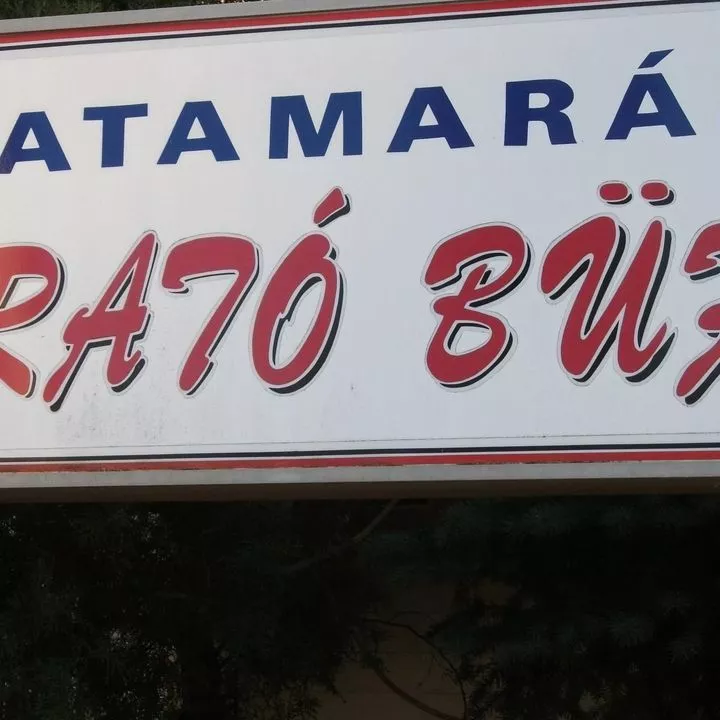 ATAMARÁ
RATÓ BÜ